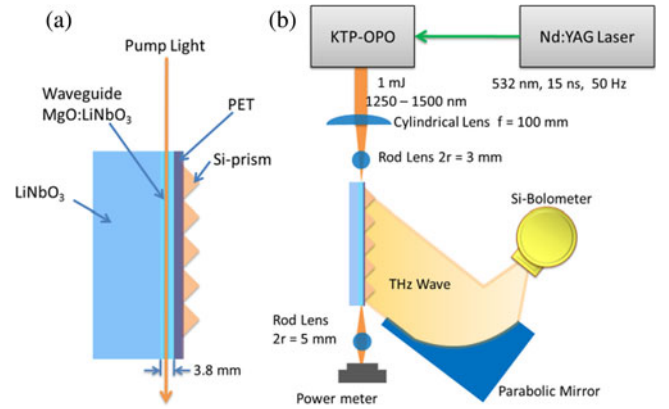 (a)
Pump Light
Waveguide
MgO:LiNbO₃
PET
Si-prism
LiNbO₃
3.8 mm
(b)
KTP-OPO
Nd:YAG Laser
1 mJ
1250 – 1500 nm
532 nm, 15 ns, 50 Hz
Cylindrical Lens f = 100 mm
Rod Lens 2r = 3 mm
Si-Bolometer
THz Wave
Rod Lens
2r = 5 mm
Power meter
Parabolic Mirror